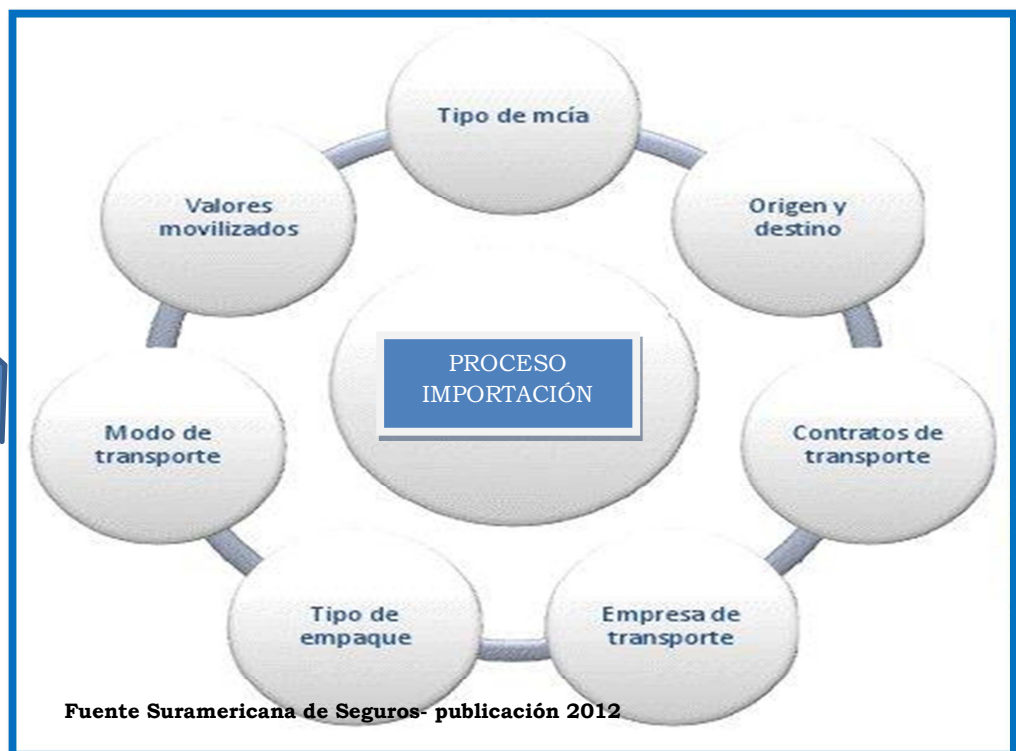 Tipo de mcía
Origen y
destino
Contratos de
transporte
Empresa de
transporte
Tipo de
empaque
Modo de
transporte
Valores
movilizados
PROCESO
IMPORTACIÓN
Fuente Suramericana de Seguros- publicación 2012